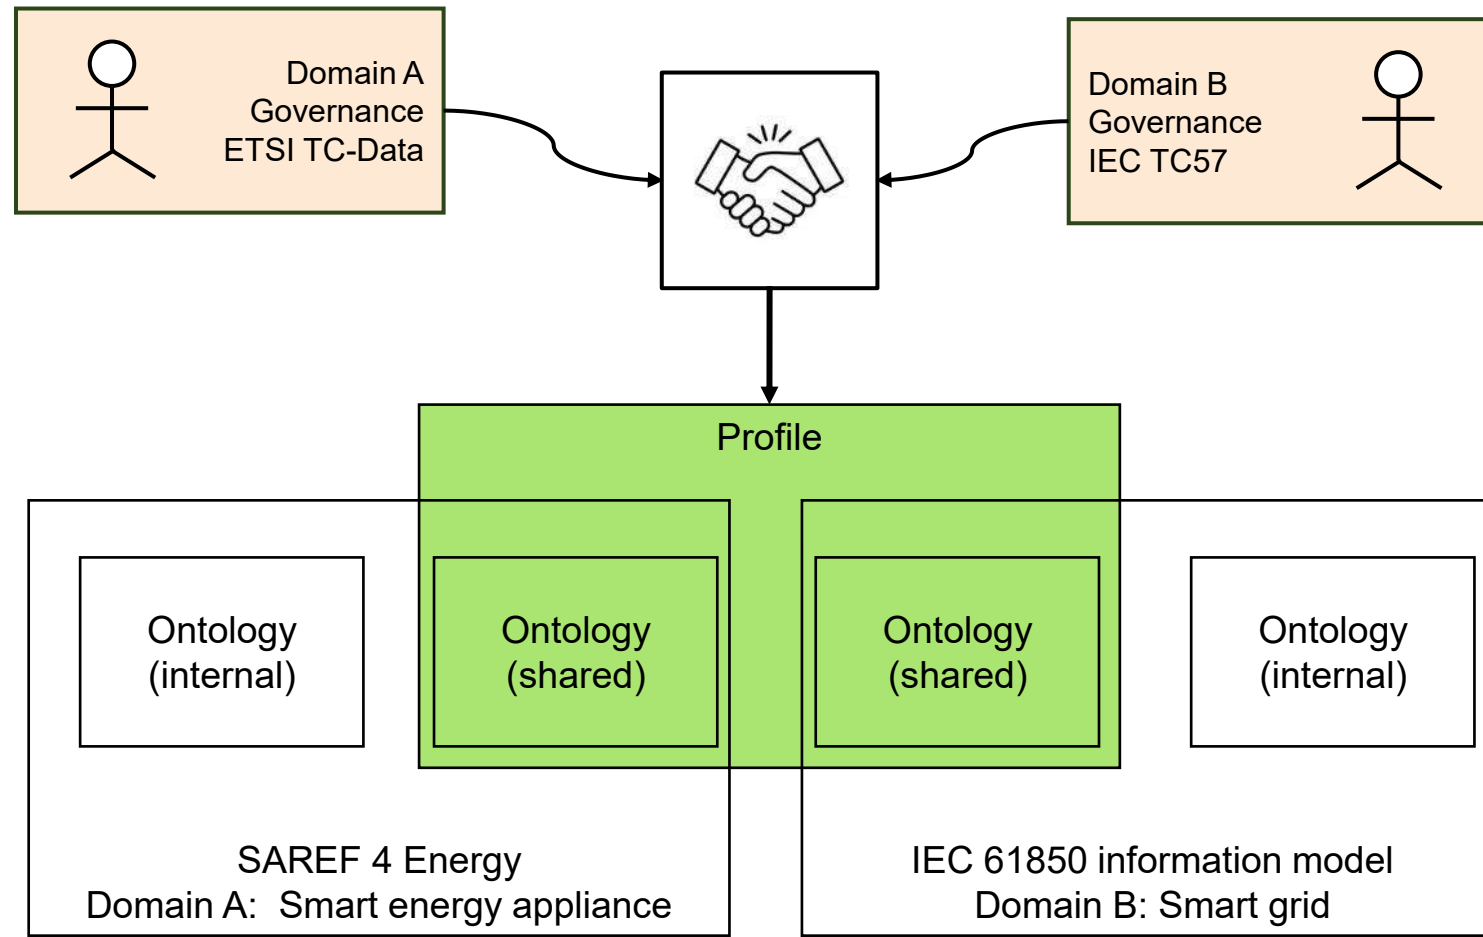 Domain A
Governance
ETSI TC-Data
Domain B
Governance
IEC TC57
Profile
Ontology
(internal)
Ontology
(shared)
Ontology
(shared)
Ontology
(internal)
SAREF 4 Energy
Domain A:  Smart energy appliance
IEC 61850 information model
Domain B: Smart grid